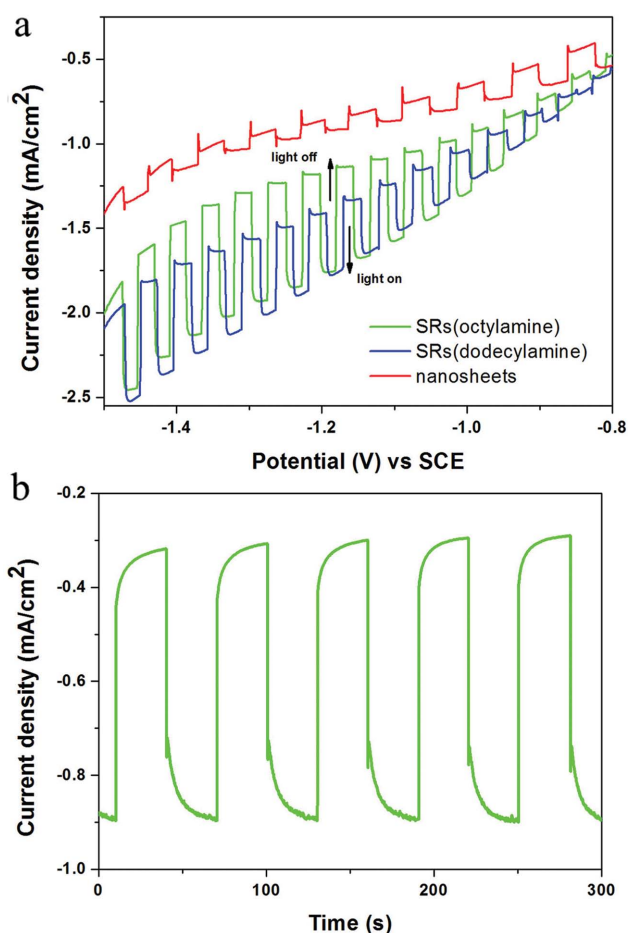 a
Current density (mA/cm²)
-0.5
-1.0
-1.5
-2.0
-2.5
light off
light on
SRs(octylamine)
SRs(dodecylamine)
nanosheets
-1.4
-1.2
-1.0
-0.8
Potential (V) vs SCE
b
Current density (mA/cm²)
-0.2
-0.4
-0.6
-0.8
-1.0
0
100
200
300
Time (s)